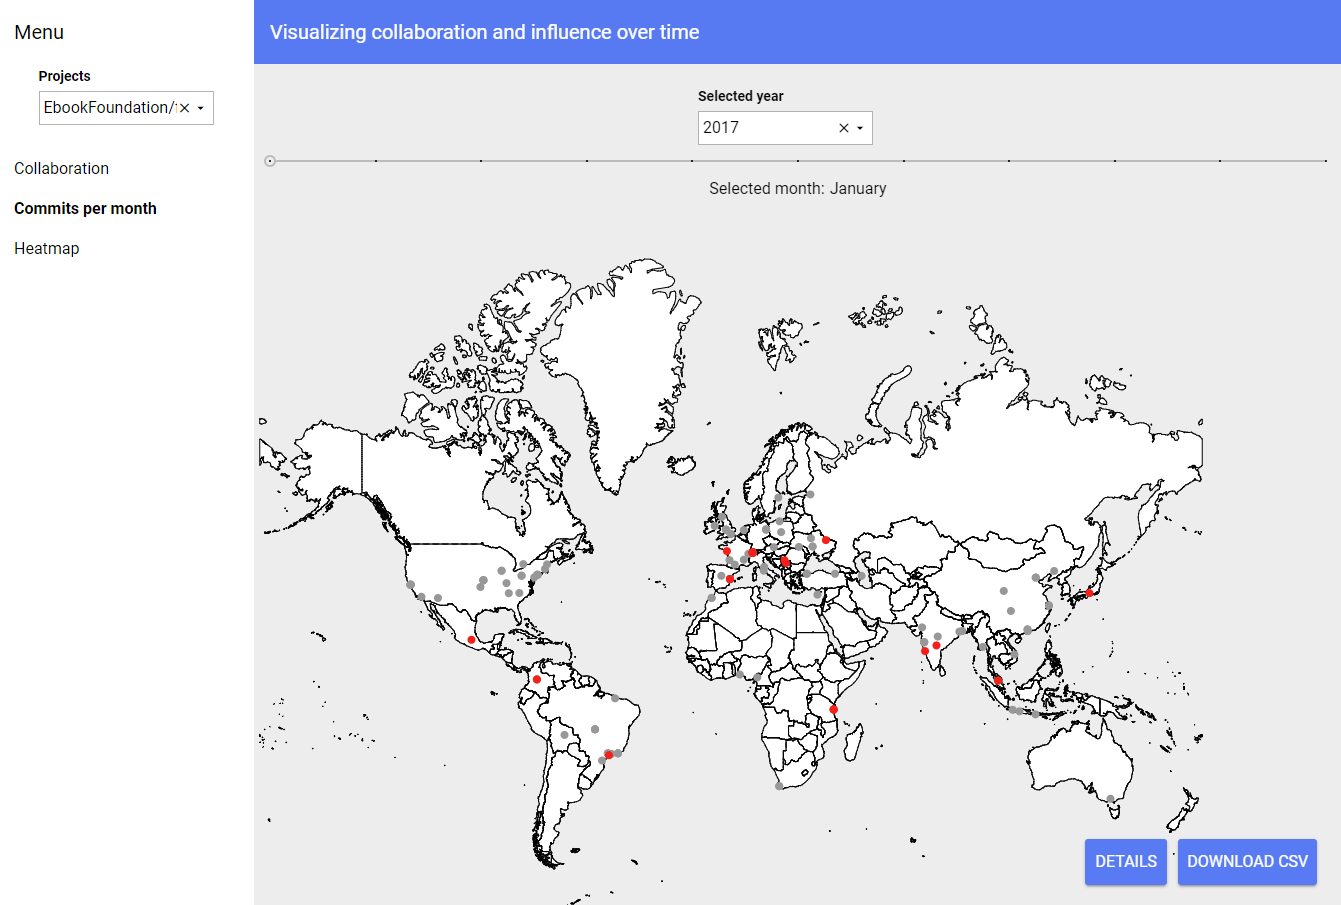 Menu
Projects
EbookFoundation/
Collaboration
Commits per month
Heatmap
Visualizing collaboration and influence over time
Selected year
2017
Selected month: January
DETAILS
DOWNLOAD CSV